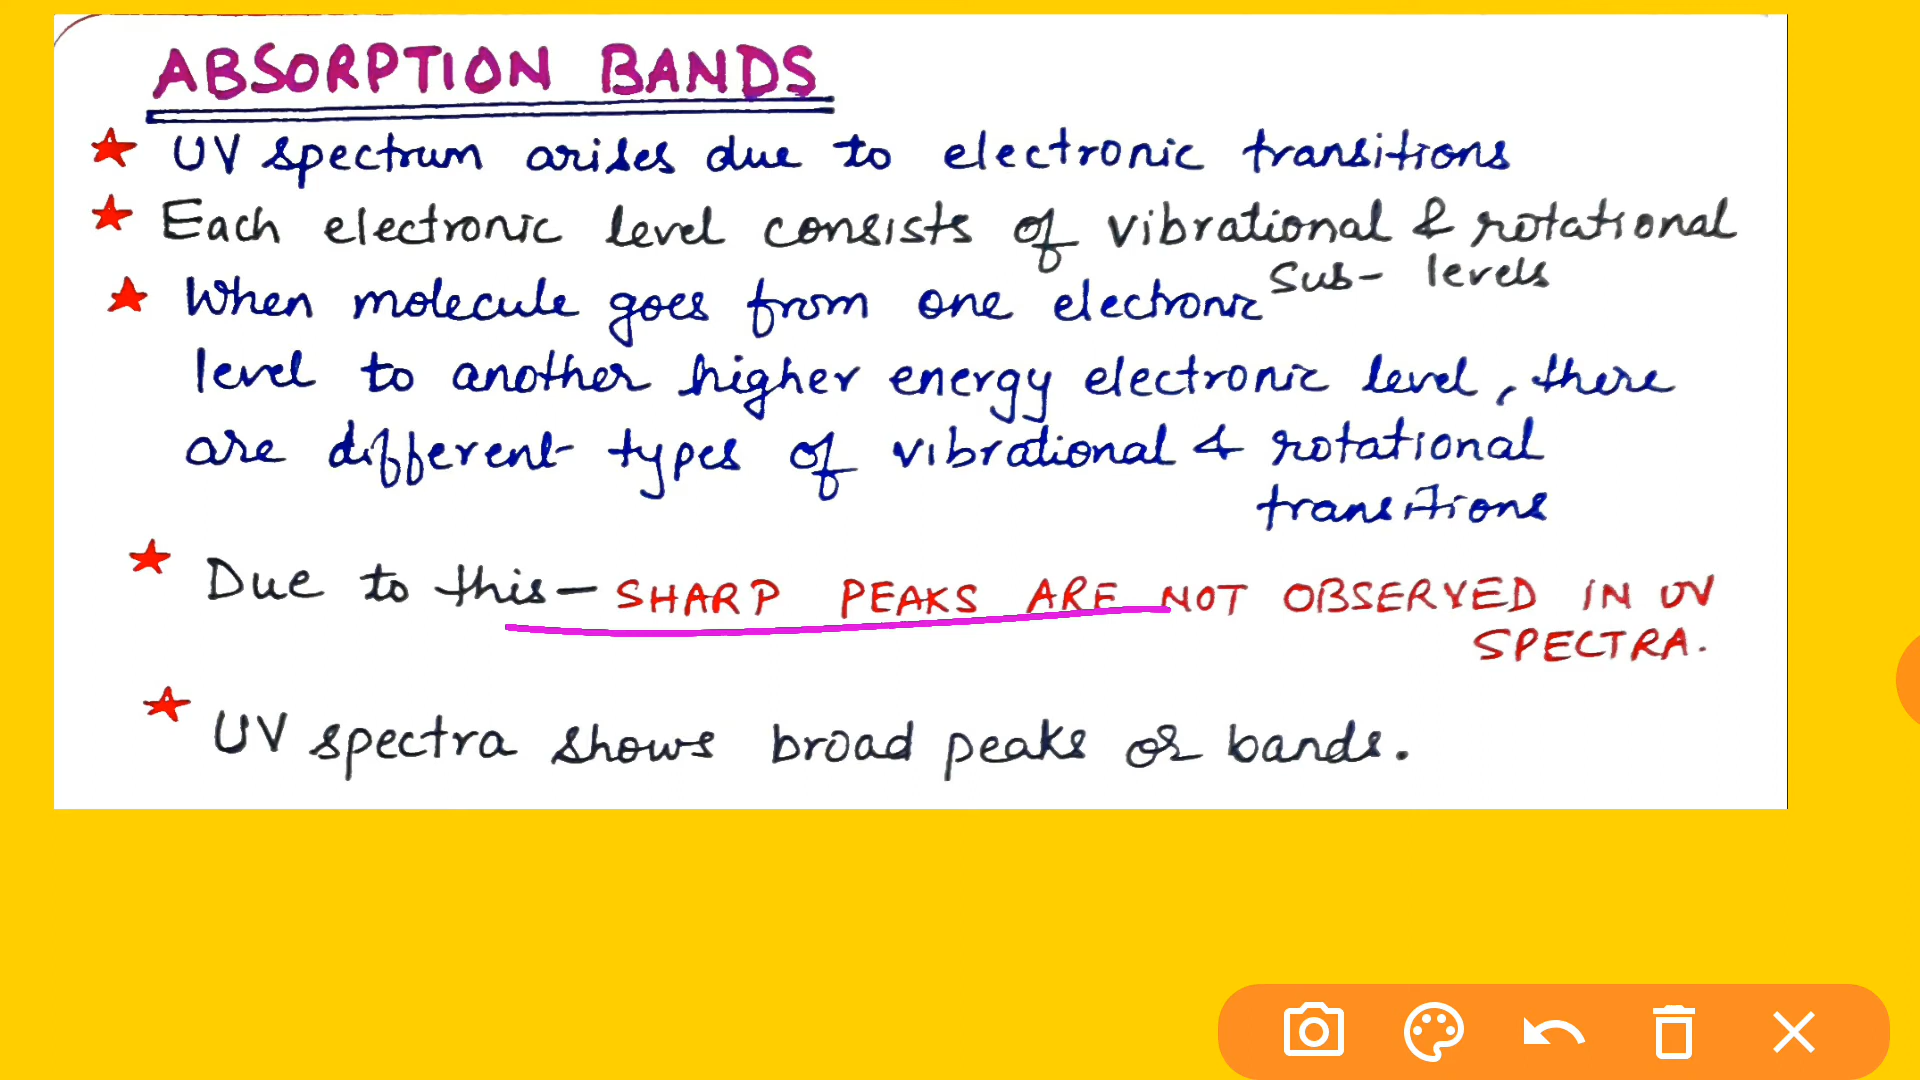 ABSORPTION BANDS
UV spectrum arises due to electronic transitions
Each electronic level consists of vibrational & rotational
sub- levels
When molecule goes from one electronic
level to another higher energy electronic level, there
are different types of vibrational & rotational
transitions
Due to this - SHARP PEAKS ARE NOT OBSERVED IN UV
SPECTRA.
UV spectra shows broad peaks or bands.